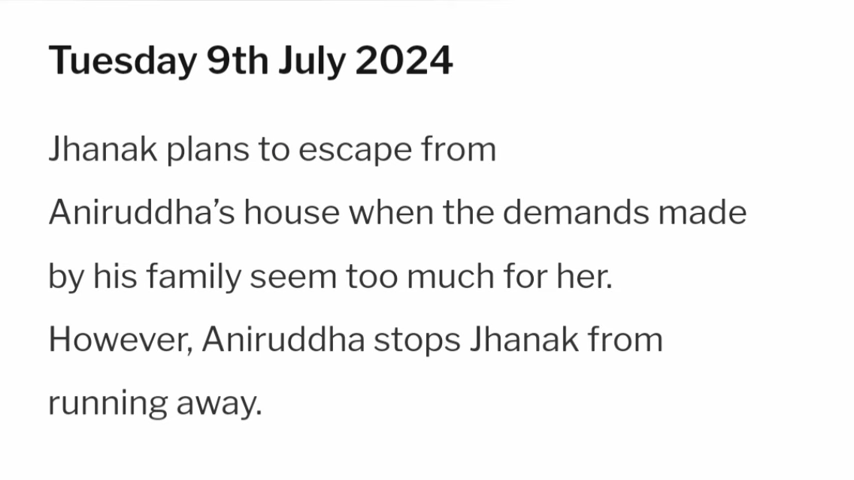 Tuesday 9th July 2024
Jhanak plans to escape from
Aniruddha’s house when the demands made
by his family seem too much for her.
However, Aniruddha stops Jhanak from
running away.